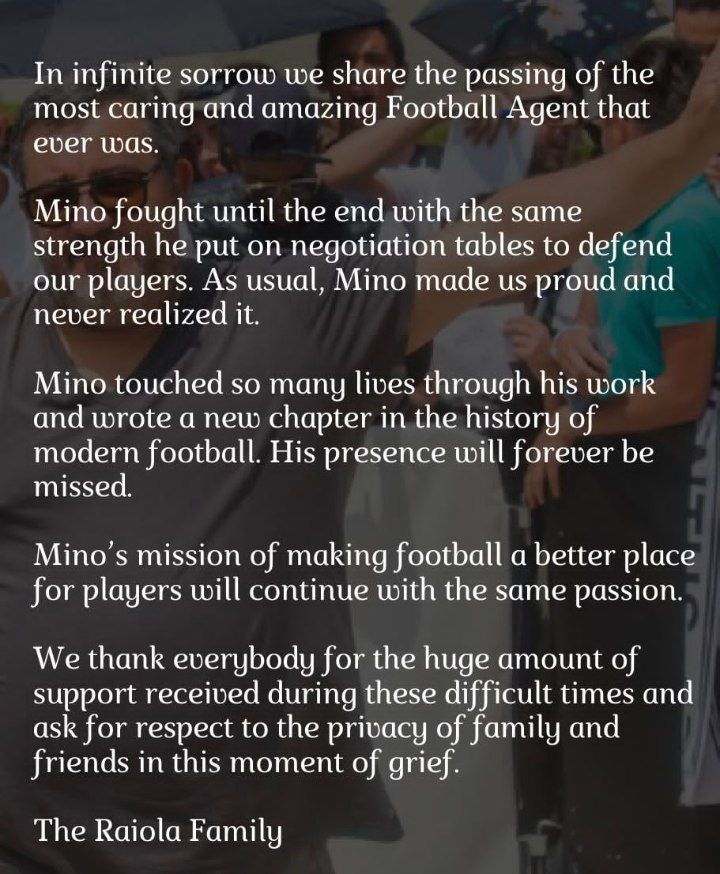 In infinite sorrow we share the passing of the
most caring and amazing Football Agent that
ever was.
Mino fought until the end with the same
strength he put on negotiation tables to defend
our players. As usual, Mino made us proud and
never realized it.
Mino touched so many lives through his work
and wrote a new chapter in the history of
modern football. His presence will forever be
missed.
Mino’s mission of making football a better place
for players will continue with the same passion.
We thank everybody for the huge amount of
support received during these difficult times and
ask for respect to the privacy of family and
friends in this moment of grief.
The Raiola Family